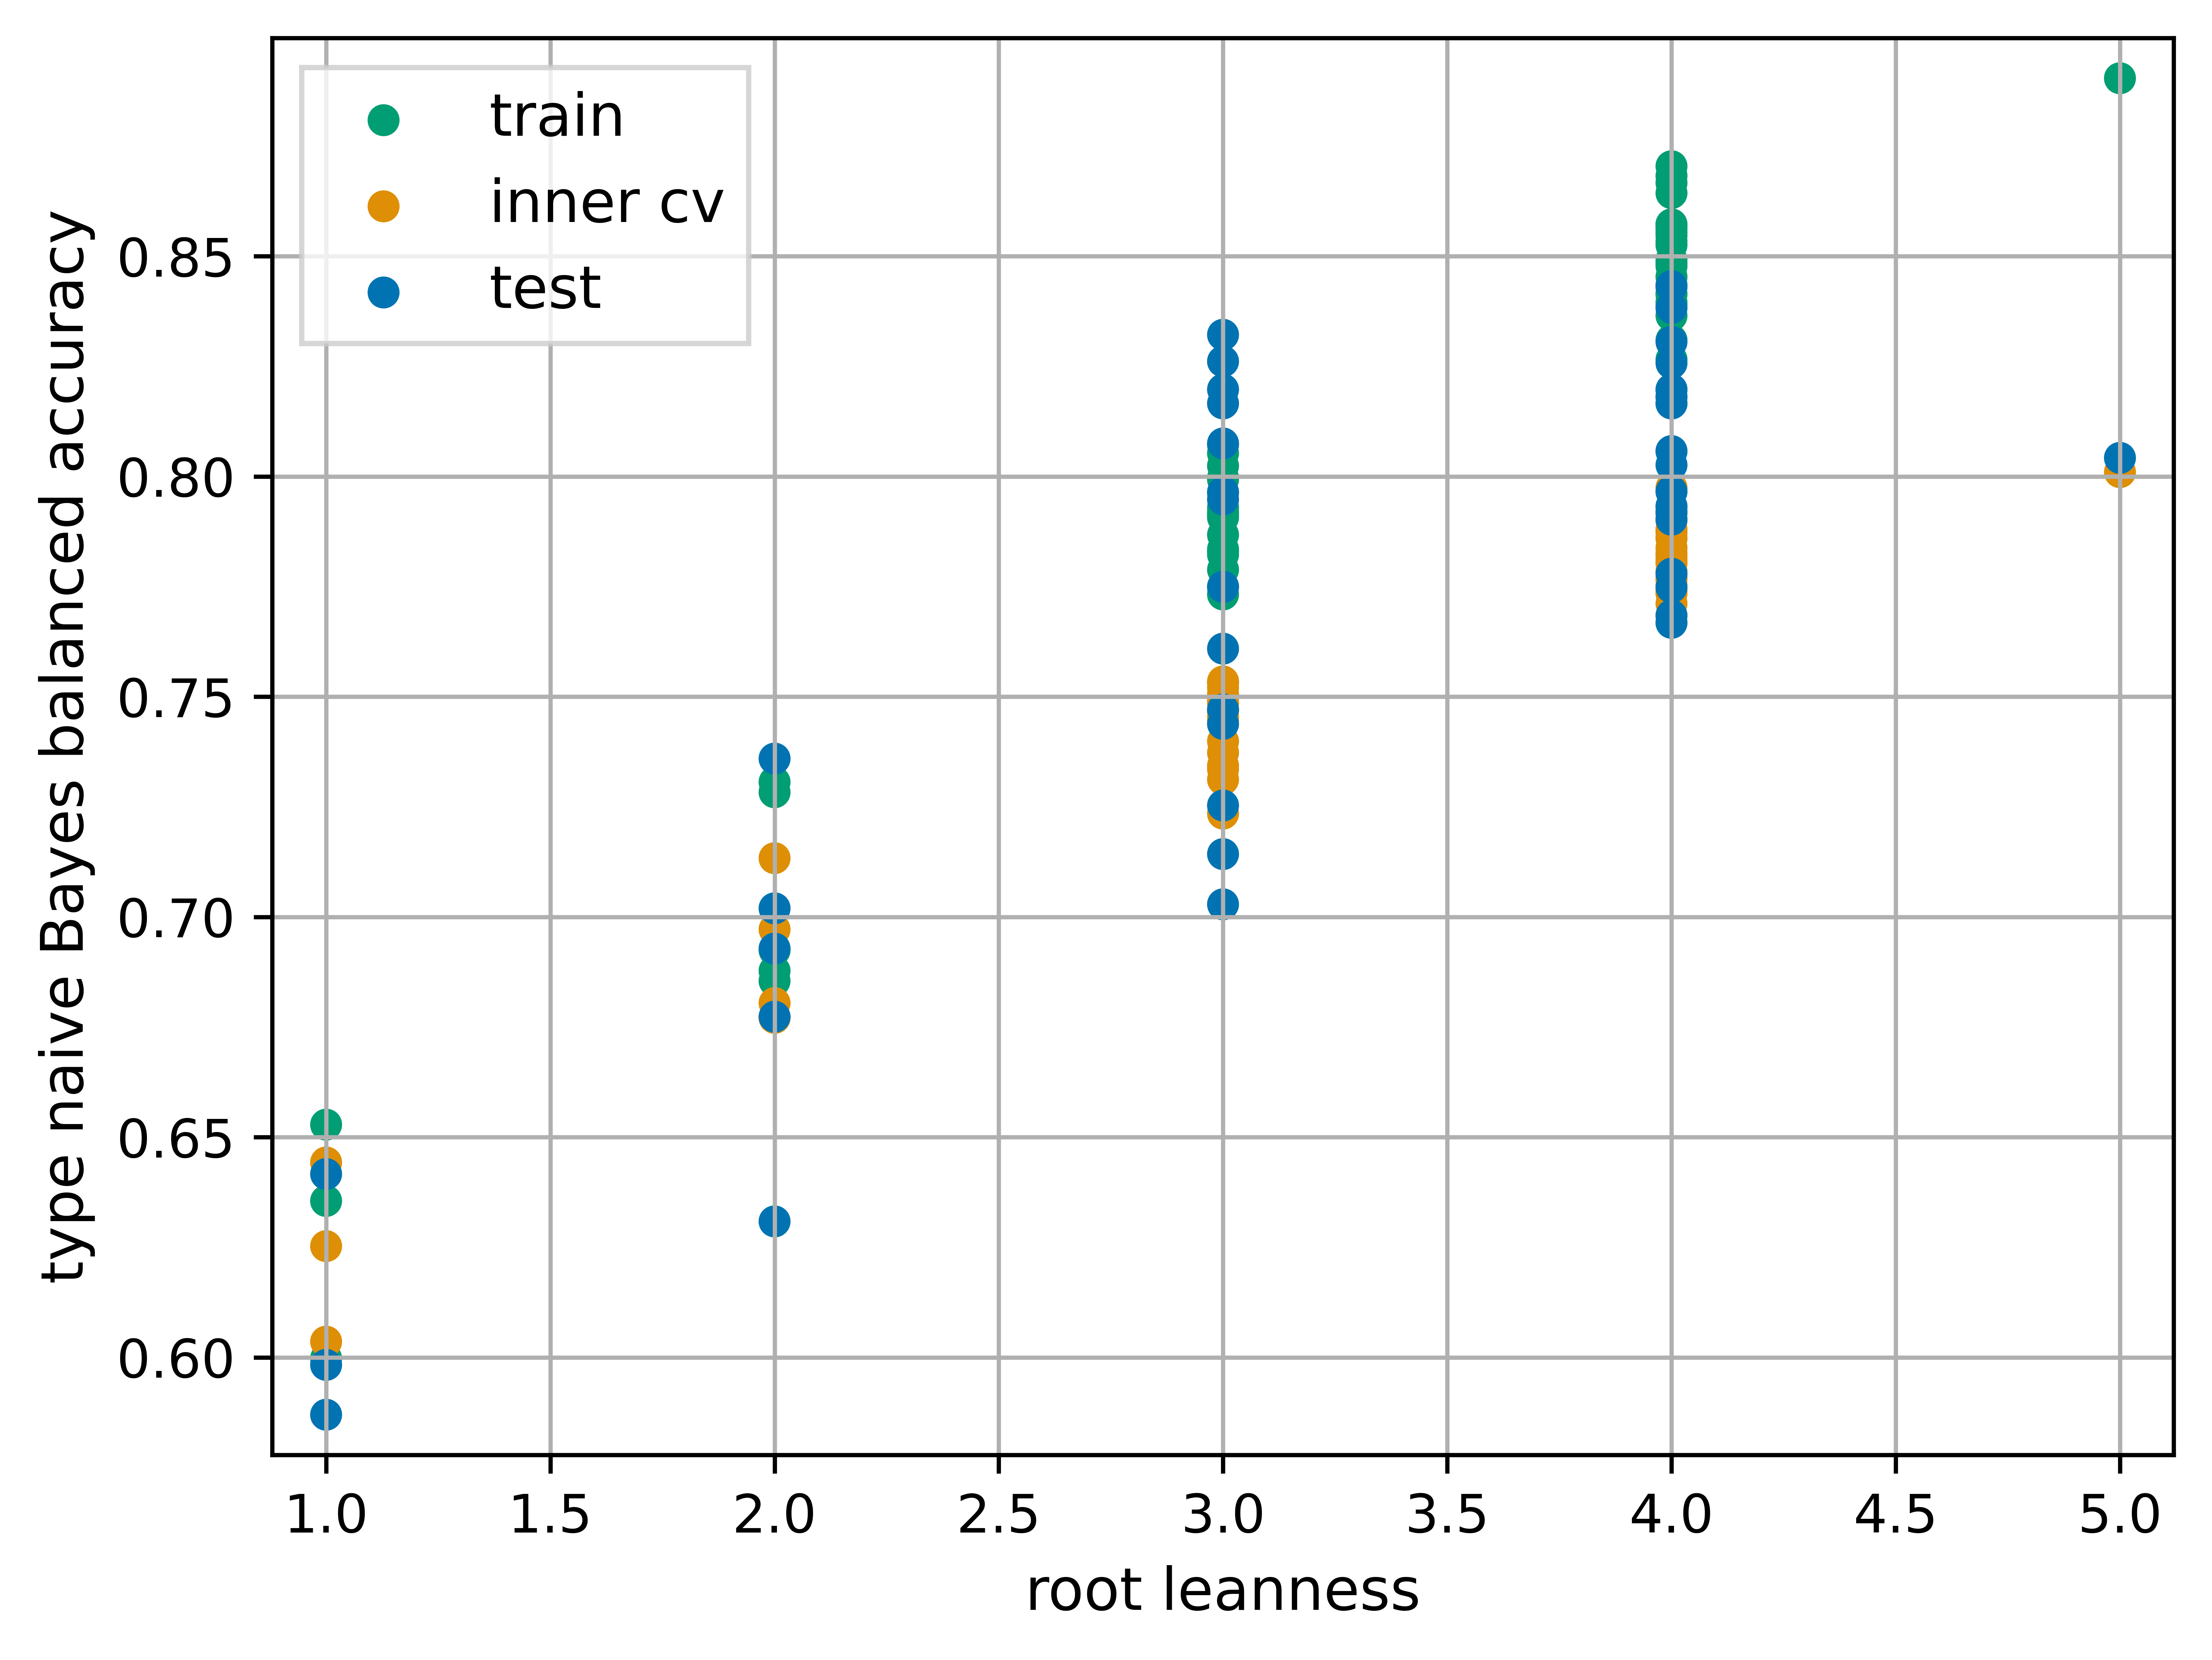 train
inner cv
test
type naive Bayes balanced accuracy
0.85
0.80
0.75
0.70
0.65
0.60
1.0 1.5 2.0 2.5 3.0 3.5 4.0 4.5 5.0
root leanness